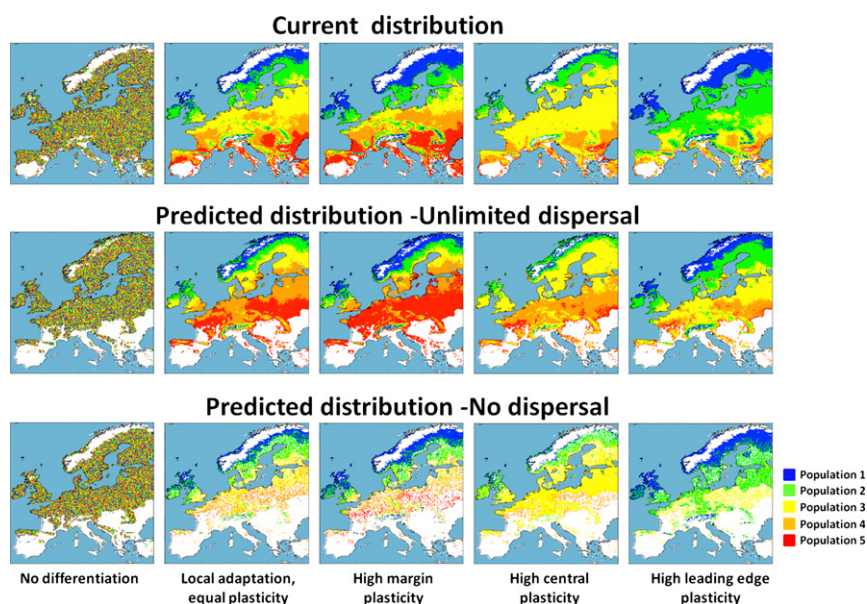 Current distribution
Predicted distribution -Unlimited dispersal
Predicted distribution -No dispersal
Population 1
Population 2
Population 3
Population 4
Population 5
No differentiation
Local adaptation,
equal plasticity
High margin
plasticity
High central
plasticity
High leading edge
plasticity